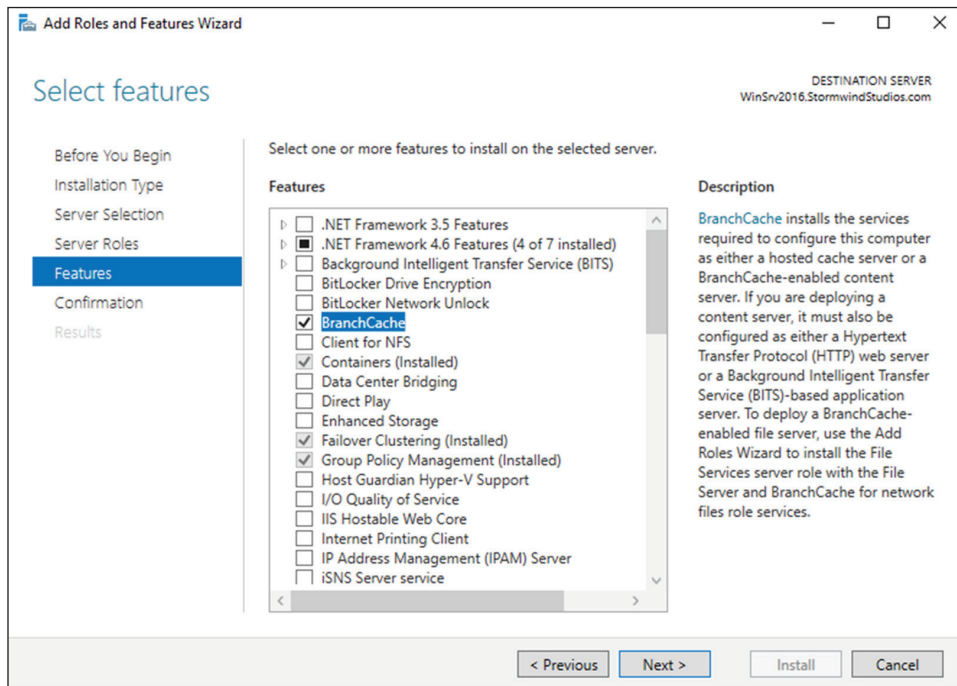 Add Roles and Features Wizard
Select features
DESTINATION SERVER
WinSrv2016.StormwindStudios.com
Before You Begin
Installation Type
Server Selection
Server Roles
Features
Confirmation
Results
Select one or more features to install on the selected server.
Features
.NET Framework 3.5 Features
.NET Framework 4.6 Features (4 of 7 installed)
Background Intelligent Transfer Service (BITS)
BitLocker Drive Encryption
BitLocker Network Unlock
BranchCache
Client for NFS
Containers (Installed)
Data Center Bridging
Direct Play
Enhanced Storage
Failover Clustering (Installed)
Group Policy Management (Installed)
Host Guardian Hyper-V Support
I/O Quality of Service
IIS Hostable Web Core
Internet Printing Client
IP Address Management (IPAM) Server
iSNS Server service
Description
BranchCache installs the services
required to configure this computer
as either a hosted cache server or a
BranchCache-enabled content
server. If you are deploying a
content server, it must also be
configured as either a Hypertext
Transfer Protocol (HTTP) web server
or a Background Intelligent Transfer
Service (BITS)-based application
server. To deploy a BranchCache-
enabled file server, use the Add
Roles Wizard to install the File
Services server role with the File
Server and BranchCache for network
files role services.
< Previous
Next >
Install
Cancel